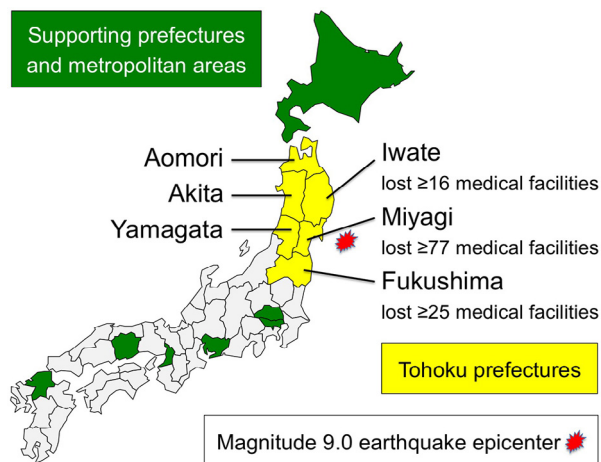 Supporting prefectures
and metropolitan areas
Aomori
Akita
Yamagata
Iwate
lost ≥16 medical facilities
Miyagi
lost ≥77 medical facilities
Fukushima
lost ≥25 medical facilities
Tohoku prefectures
Magnitude 9.0 earthquake epicenter